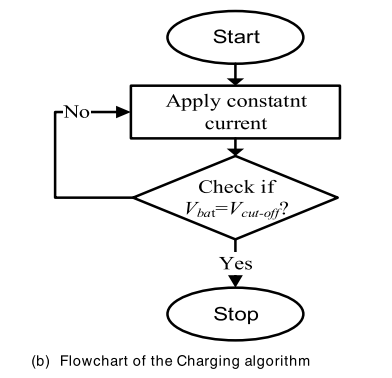 Start
Apply constatnt
current
No
Check if
Vbat=Vcut-off?
Yes
Stop
(b) Flowchart of the Charging algorithm